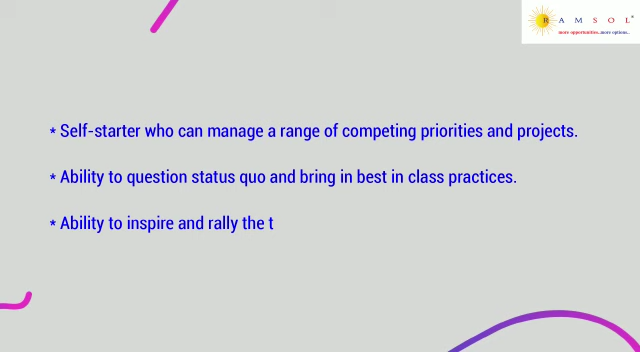 RAMSOL
more opportunities..more options..
* Self-starter who can manage a range of competing priorities and projects.
* Ability to question status quo and bring in best in class practices.
* Ability to inspire and rally the t